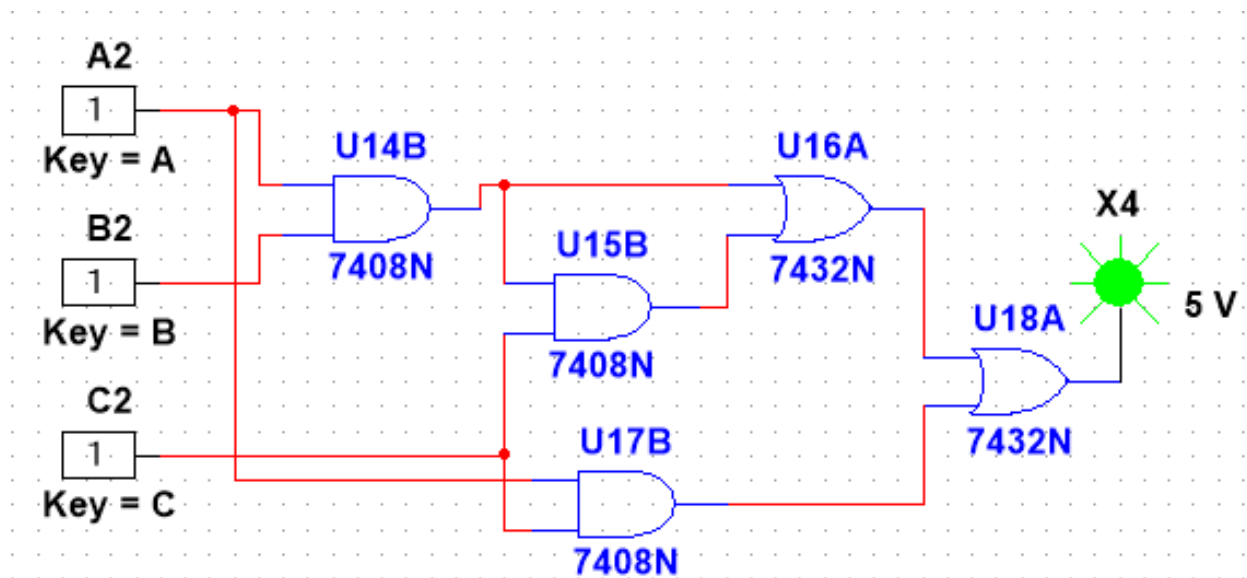 A2
1
Key = A
B2
1
Key = B
C2
1
Key = C
U14B
7408N
U15B
7408N
U16A
7432N
U17B
7408N
U18A
7432N
X4
5 V